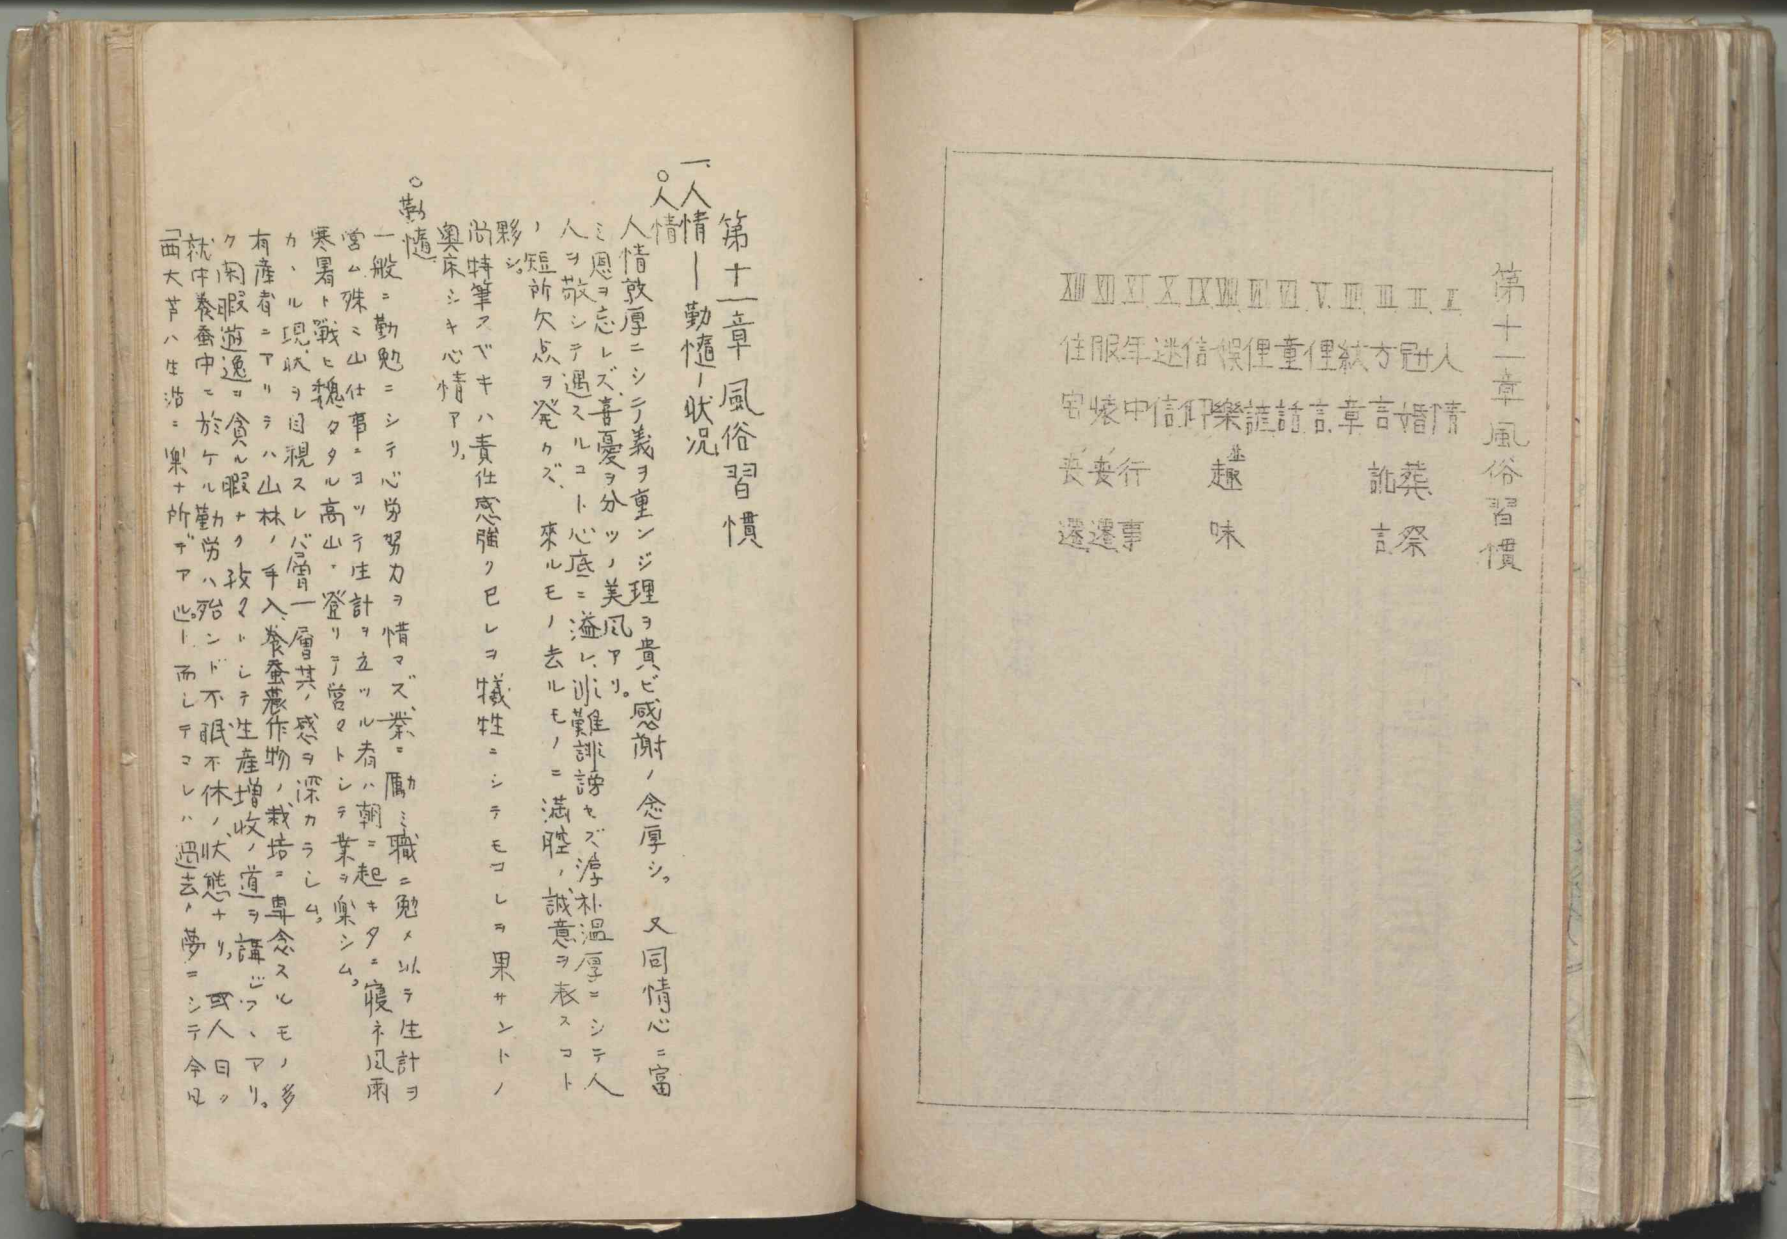 第十一章風俗習慣
I 人情
II 冠婚葬祭
III 方言訛言
IIII 紋章
V 俚言
VI 童話
VII 俚諺
VIII 娯樂趣味
IX 信仰
X 迷信
XI 年中行事
XII 服装変遷
XIII 住宅変遷
第十一章 風俗習慣
一、人情―勤惰ノ状况
○人情
人情敦厚ニシテ義ヲ重ンジ理ヲ貴ビ感謝ノ念厚シ。又同情心ニ富
ミ恩ヲ忘レズ、喜憂ヲ分ツノ美風アリ。
人ヲ敬シテ遇スルコト心底ニ溢レ、非難誹謗セズ淳朴温厚ニシテ人
ノ短所欠点ヲ発クズ、來ルモノ去ルモノニ満腔ノ誠意ヲ表スコト
夥シ。
尚特筆スベキハ責任感強ク己レヲ犠牲ニシテモコレヲ果サントノ
奥床シキ心情アリ。
○勤惰
一般ニ勤勉ニシテ心労努力ヲ惜マズ、業ニ励ミ職ニ勉メ以テ生計ヲ
営ム殊ニ山仕事ニヨッテ生計ヲ立ツル者ハ朝ニ起キタニ寝ネ風雨
寒暑ト戰ヒ巍タル高山ニ登リテ営々トシテ業ヲ楽シム。
カヽル現状ヲ目視スレバ層一層其ノ感ヲ深カラシム。
有産者ニアリテハ山林ノ手入、養蚕農作物ノ栽培ニ専念スルモノ多
ク閑暇遊逸ヲ貪ル暇ナク孜々トシテ生産増收ノ道ヲ講ジツヽアリ。
就中養蚕中ニ於ケル勤労ハ殆ンド不眠不休ノ状態ナリ。或人曰ク
「西大芦ハ生活ニ楽ナ所デアル。」而シテコレハ過去ノ夢ニシテ今日